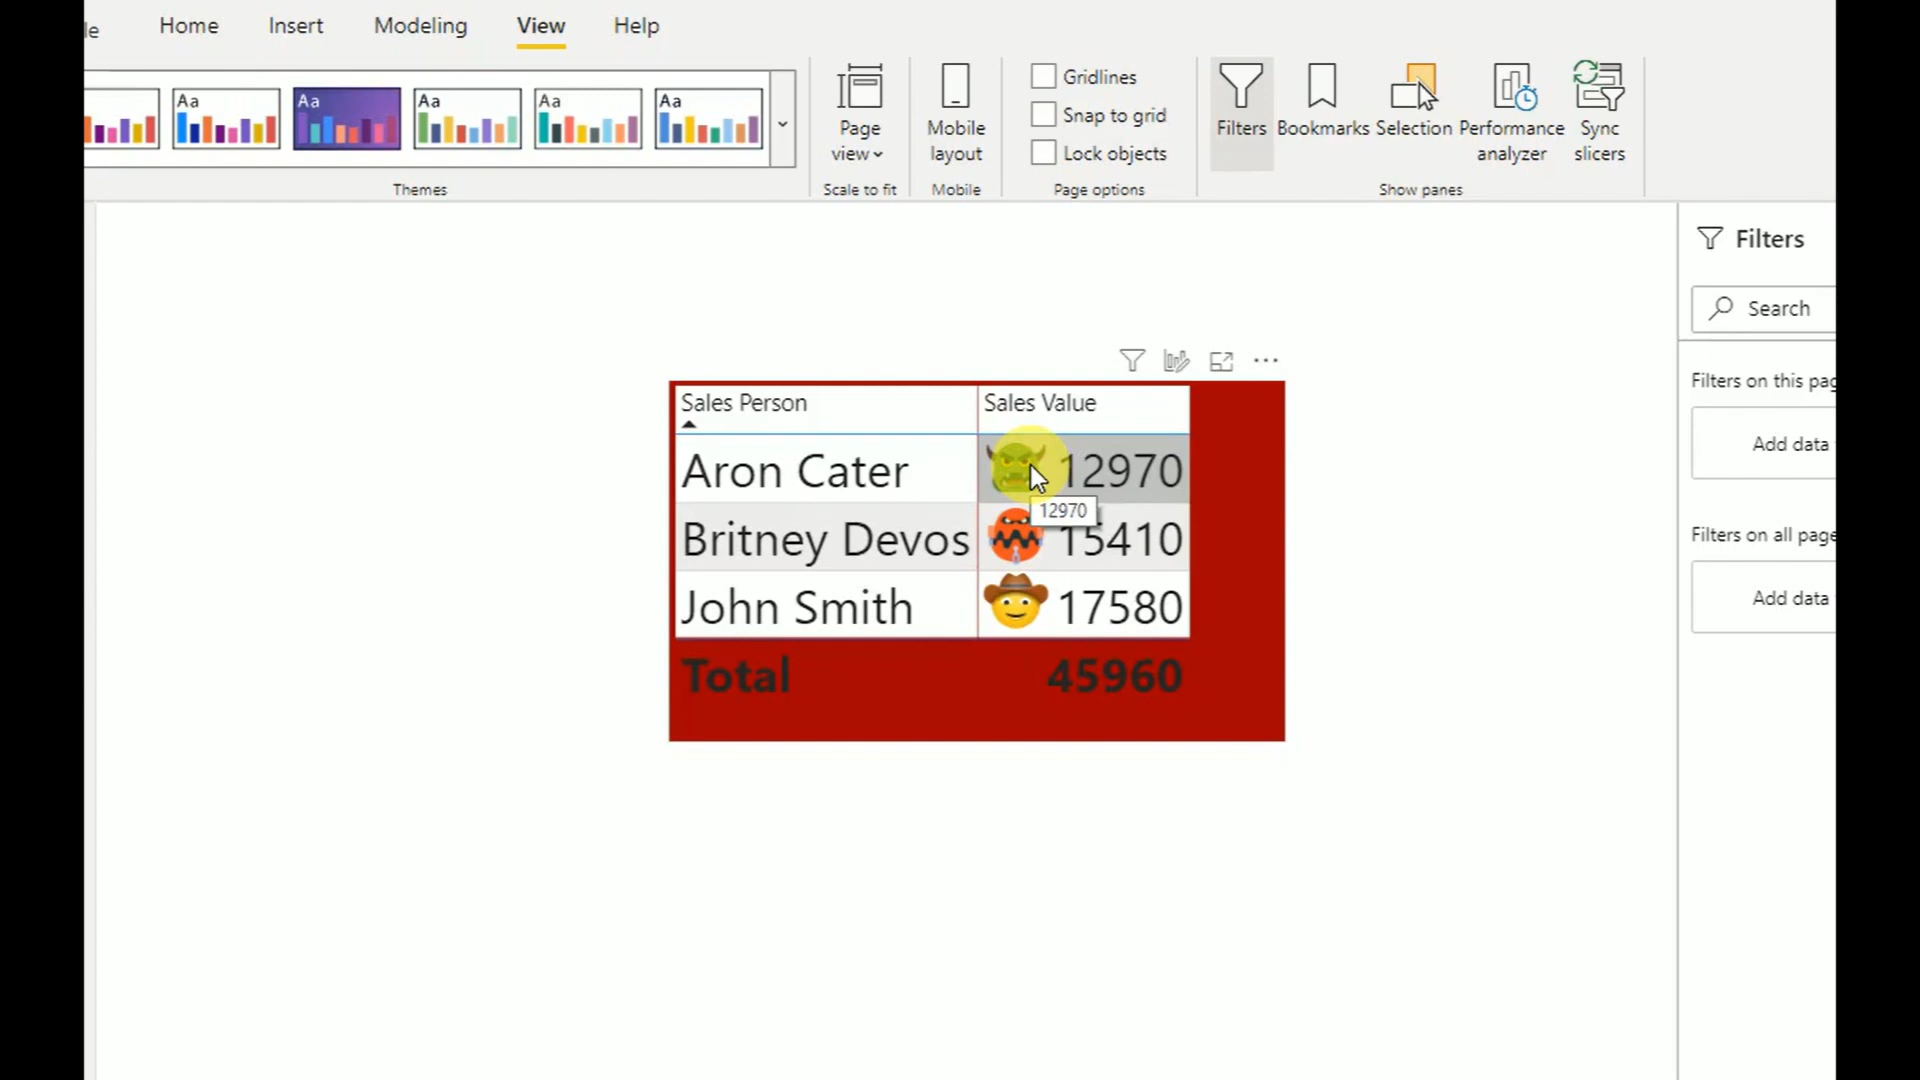 le Home Insert Modeling View Help
Aa Aa Aa Aa Aa
Page view
Mobile layout
Gridlines
Snap to grid
Lock objects
Filters
Bookmarks
Selection
Performance analyzer
Sync slicers
Themes
Scale to fit
Mobile
Page options
Show panes
Filters
Search
Filters on this pag
Add data
Filters on all page
Add data
Sales Person Sales Value
Aron Cater 12970
12970
Britney Devos 15410
John Smith 17580
Total 45960